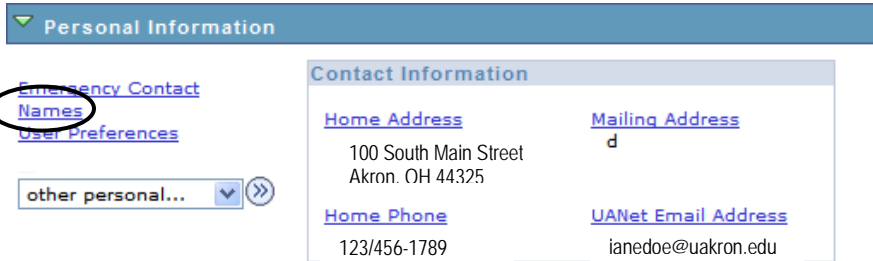 Personal Information
Emergency Contact
Names
User Preferences
other personal...
Contact Information
Home Address
100 South Main Street
Akron, OH 44325
Mailing Address
d
Home Phone
123/456-1789
UANet Email Address
ianedoe@uakron.edu